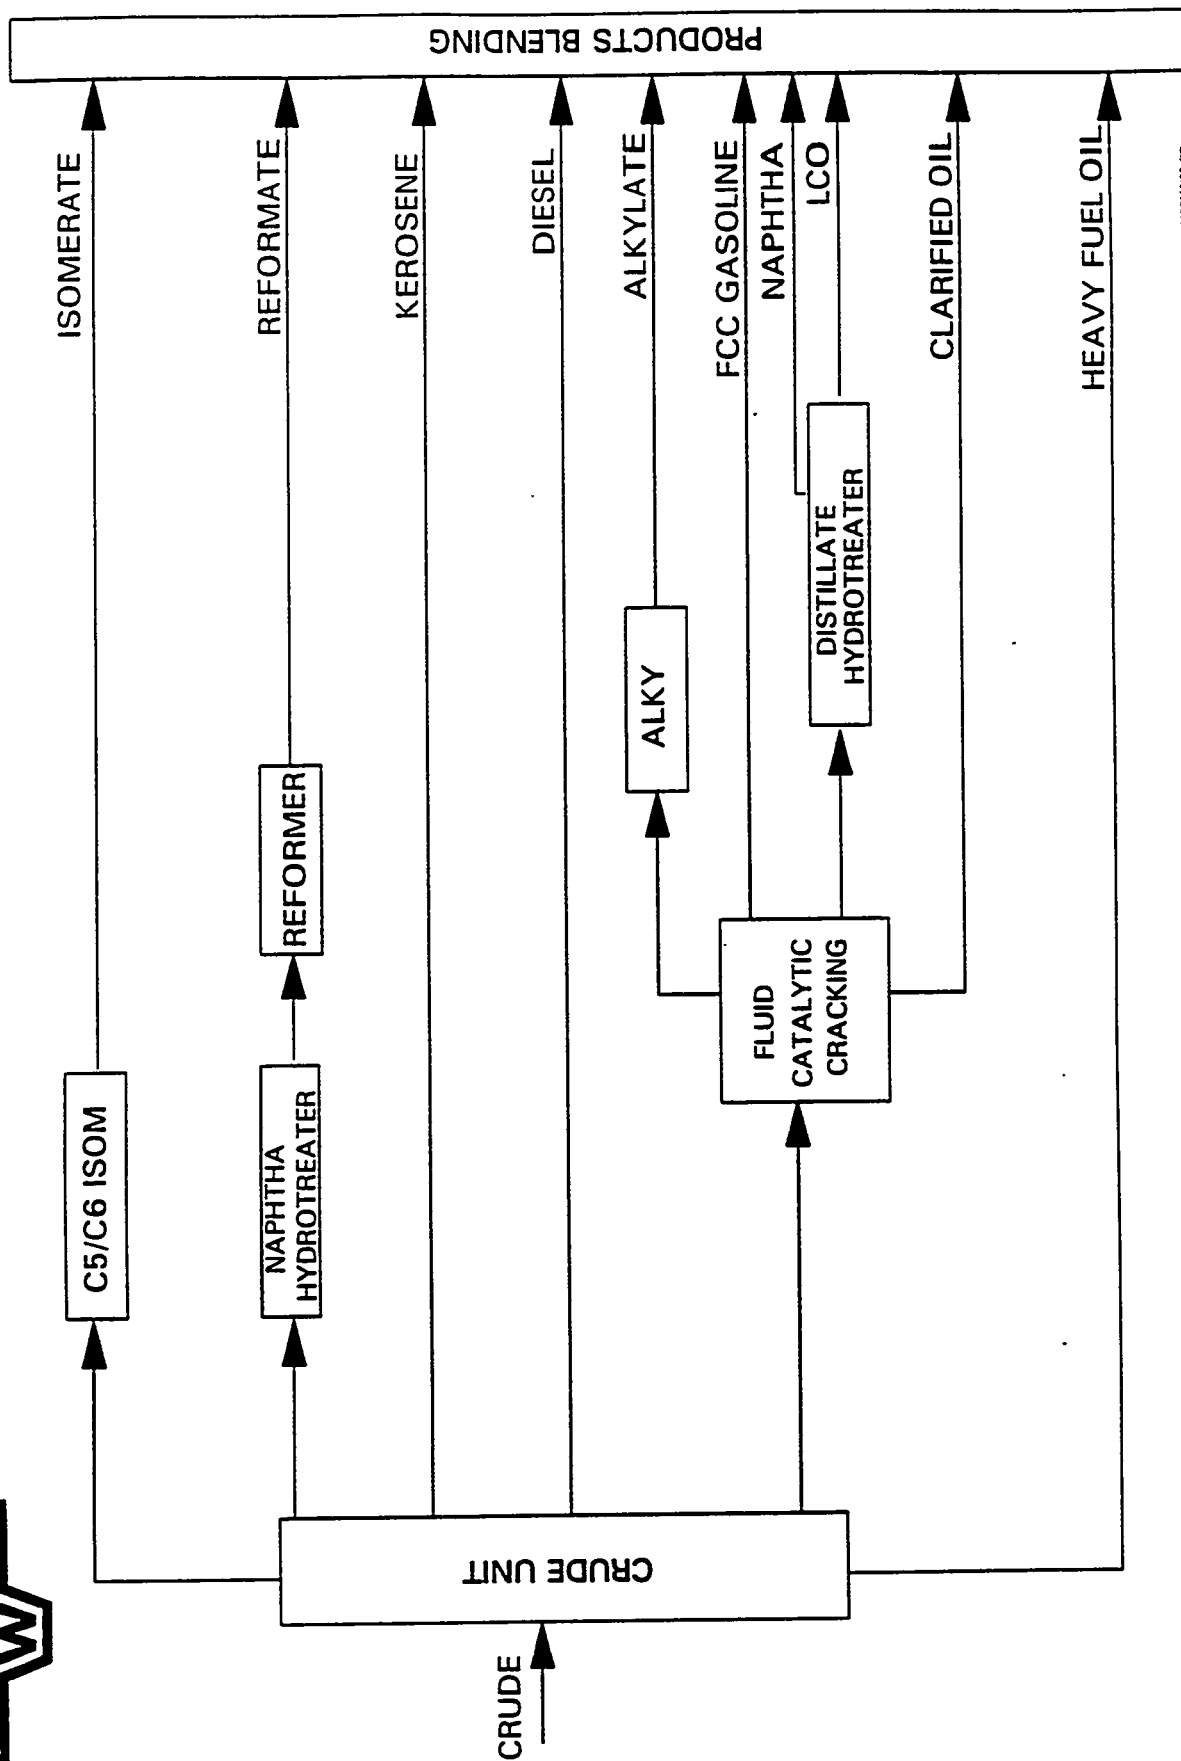 CRUDE
CRUDE UNIT
C5/C6 ISOM
ISOMERATE
NAPHTHA
HYDROTREATER
REFORMER
REFORMATE
KEROSENE
DIESEL
FLUID
CATALYTIC
CRACKING
ALKY
ALKYLATE
FCC GASOLINE
DISTILLATE
HYDROTREATER
NAPHTHA
LCO
CLARIFIED OIL
HEAVY FUEL OIL
PRODUCTS BLENDING
W